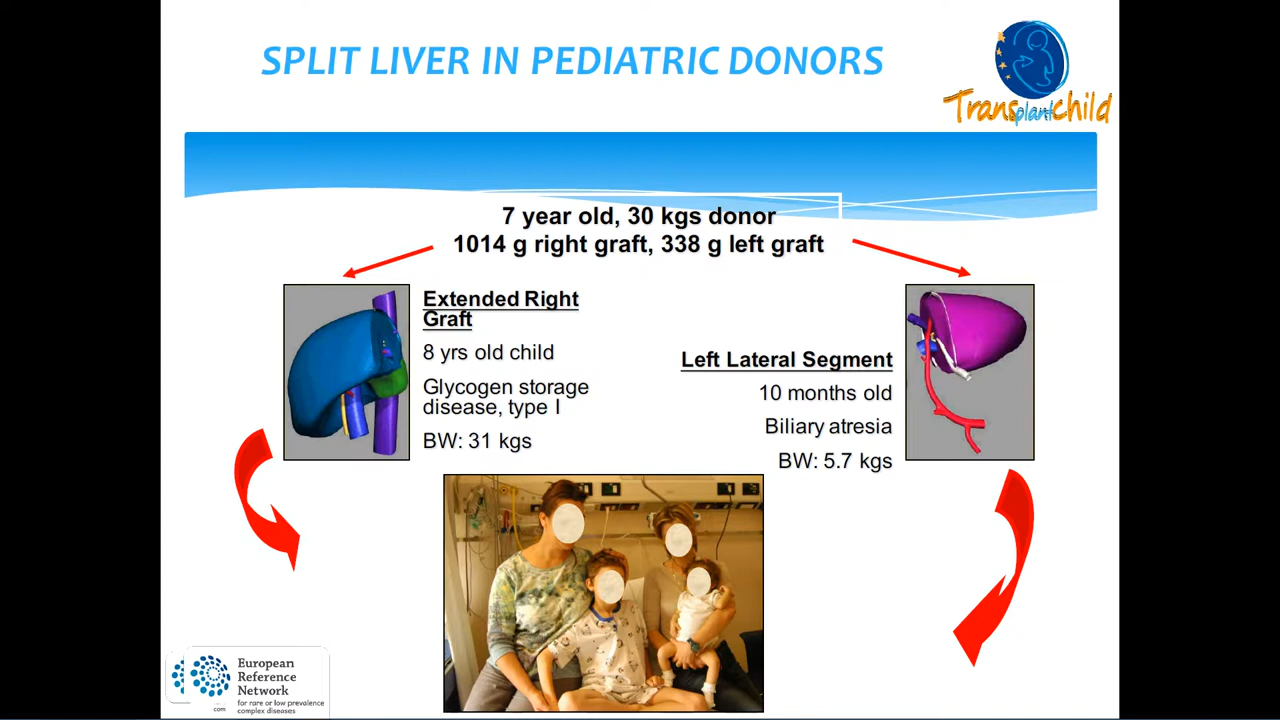 SPLIT LIVER IN PEDIATRIC DONORS
Transplantchild
7 year old, 30 kgs donor
1014 g right graft, 338 g left graft
Extended Right
Graft
8 yrs old child
Glycogen storage
disease, type I
BW: 31 kgs
Left Lateral Segment
10 months old
Biliary atresia
BW: 5.7 kgs
European
Reference
Network
for rare or low prevalence
complex diseases
com